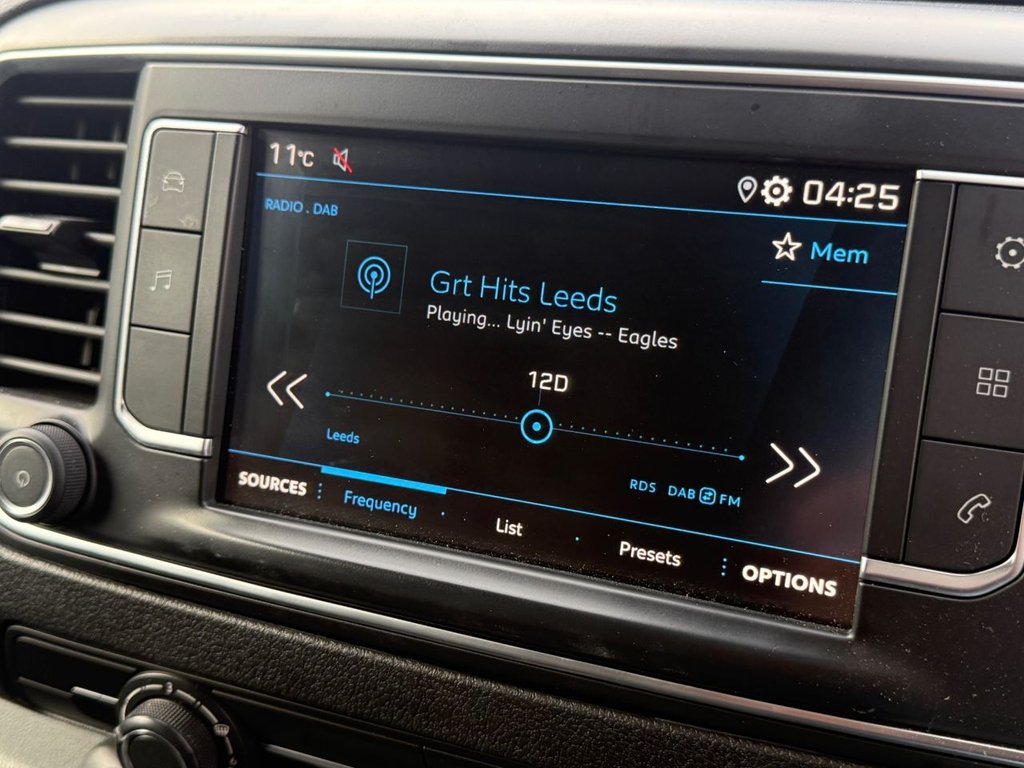 11°C
04:25
RADIO . DAB
Mem
Grt Hits Leeds
Playing... Lyin' Eyes -- Eagles
12D
Leeds
RDS DAB FM
SOURCES Frequency List Presets OPTIONS